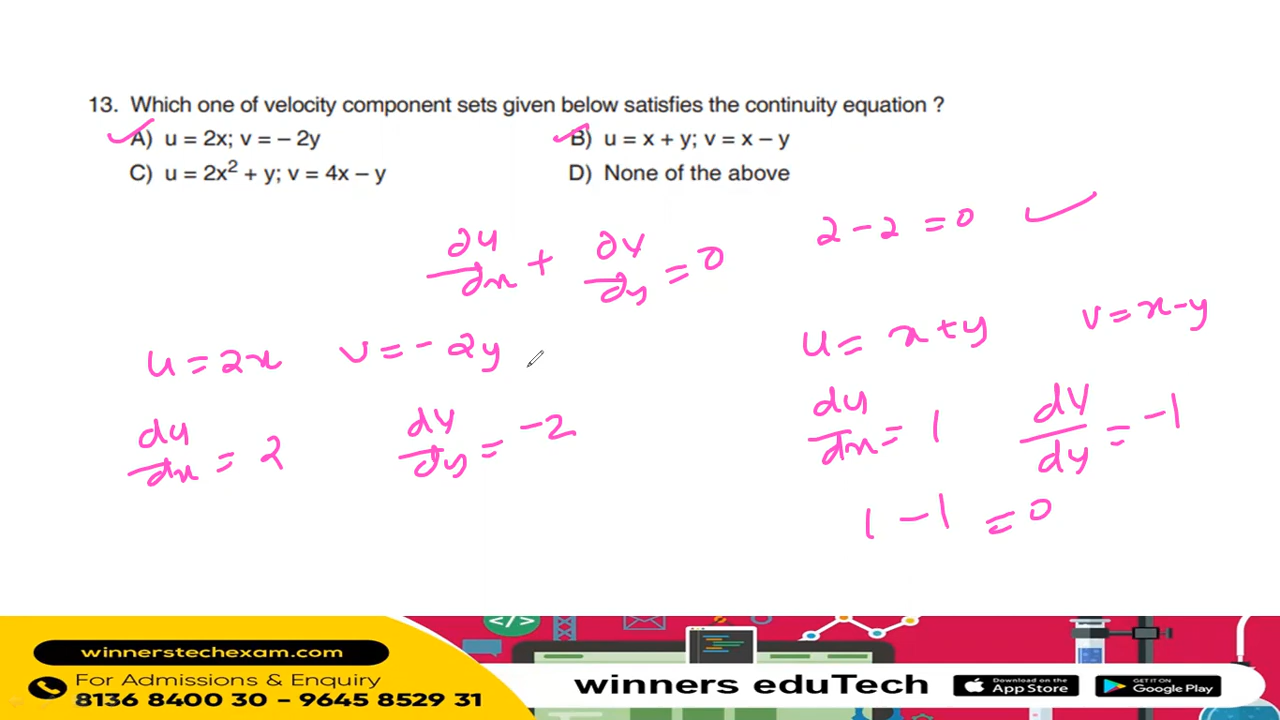 13. Which one of velocity component sets given below satisfies the continuity equation ?
A) u = 2x; v = – 2y B) u = x + y; v = x – y
C) u = 2x² + y; v = 4x – y D) None of the above
∂u/∂x + ∂v/∂y = 0 2 - 2 = 0 ✓
u = 2x v = -2y u = x + y v = x - y
du/dx = 2 dv/dy = -2 du/dx = 1 dv/dy = -1
1 - 1 = 0
</>
winnerstechexam.com
For Admissions & Enquiry
8136 8400 30 - 9645 8529 31
winners eduTech
Download on the App Store
GET IT ON Google Play